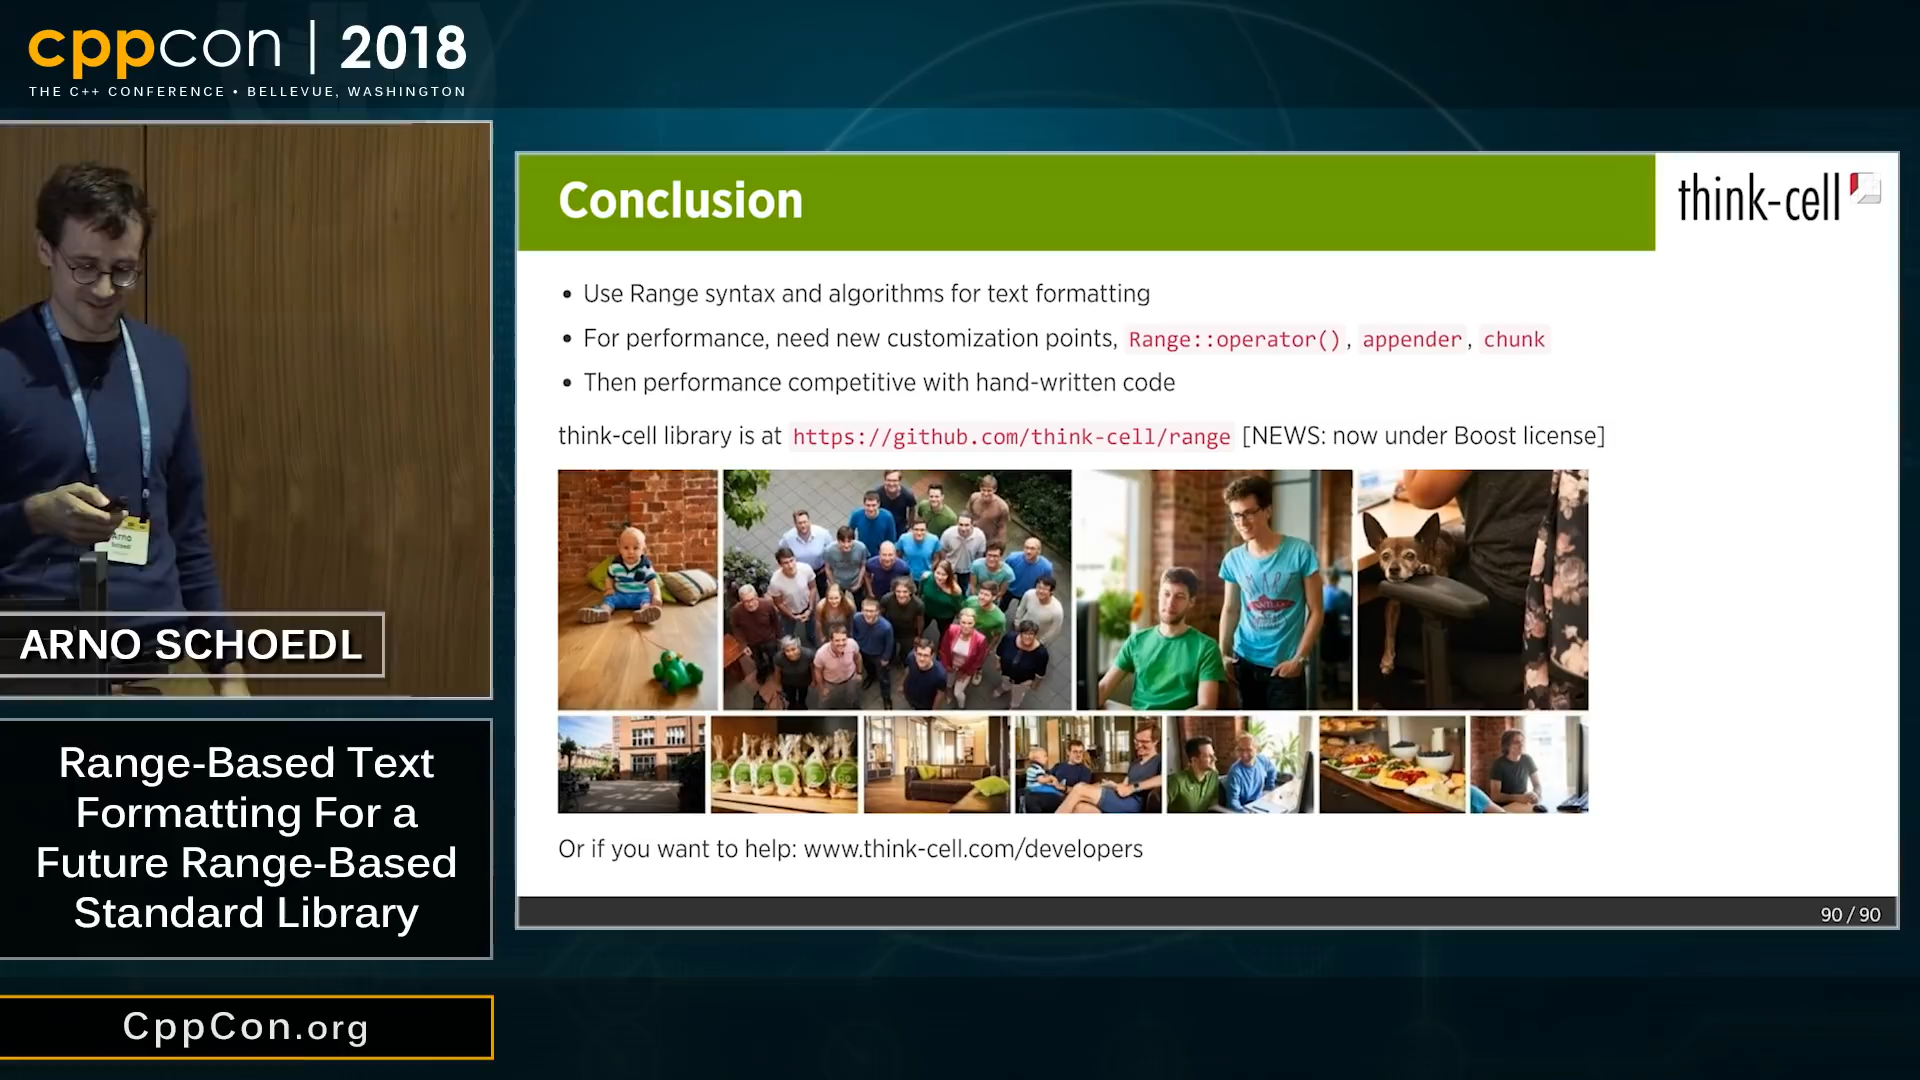 cppcon | 2018
THE C++ CONFERENCE • BELLEVUE, WASHINGTON
Arno
Schoedl
ARNO SCHOEDL
Range-Based Text
Formatting For a
Future Range-Based
Standard Library
CppCon.org
Conclusion
think-cell
• Use Range syntax and algorithms for text formatting
• For performance, need new customization points, Range::operator(), appender, chunk
• Then performance competitive with hand-written code
think-cell library is at https://github.com/think-cell/range [NEWS: now under Boost license]
Or if you want to help: www.think-cell.com/developers
90 / 90